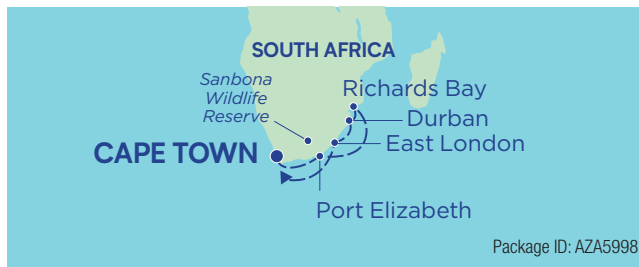 SOUTH AFRICA
Sanbona
Wildlife
Reserve
Richards Bay
Durban
East London
CAPE TOWN
Port Elizabeth
Package ID: AZA5998